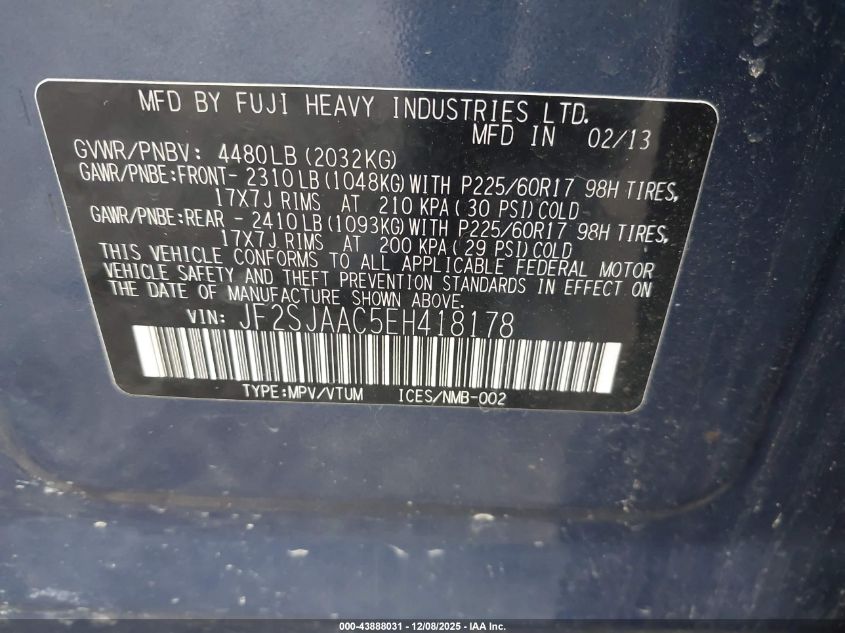 MFD BY FUJI HEAVY INDUSTRIES LTD.
MFD IN 02/13
GVWR/PNBV: 4480LB (2032KG)
GAWR/PNBE:FRONT- 2310LB (1048KG) WITH P225/60R17 98H TIRES,
17X7J RIMS AT 210 KPA (30 PSI) COLD
GAWR/PNBE:REAR - 2410LB (1093KG) WITH P225/60R17 98H TIRES,
17X7J RIMS AT 200 KPA (29 PSI) COLD
THIS VEHICLE CONFORMS TO ALL APPLICABLE FEDERAL MOTOR
VEHICLE SAFETY AND THEFT PREVENTION STANDARDS IN EFFECT ON
THE DATE OF MANUFACTURE SHOWN ABOVE.
VIN: JF2SJAAC5EH418178
TYPE:MPV/VTUM ICES/NMB-002
000-43888031 - 12/08/2025 - IAA Inc.